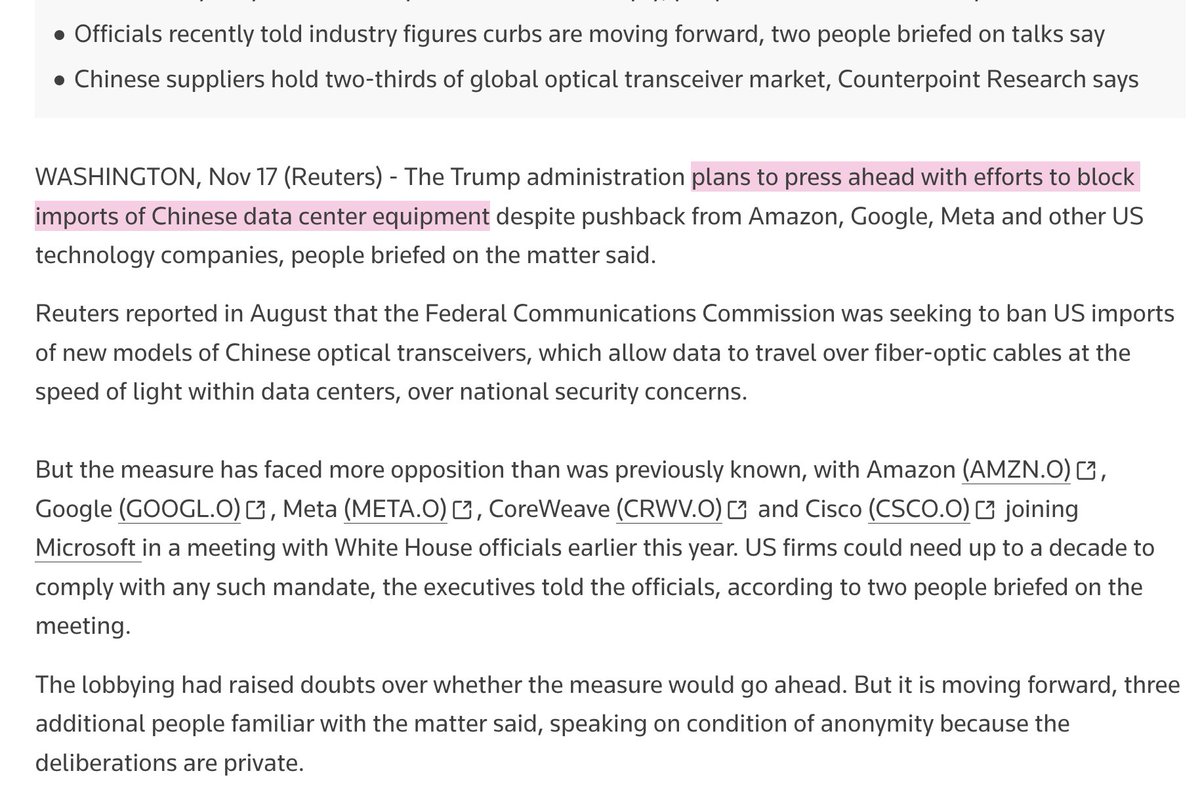 ● Officials recently told industry figures curbs are moving forward, two people briefed on talks say
● Chinese suppliers hold two-thirds of global optical transceiver market, Counterpoint Research says
WASHINGTON, Nov 17 (Reuters) - The Trump administration plans to press ahead with efforts to block
imports of Chinese data center equipment despite pushback from Amazon, Google, Meta and other US
technology companies, people briefed on the matter said.
Reuters reported in August that the Federal Communications Commission was seeking to ban US imports
of new models of Chinese optical transceivers, which allow data to travel over fiber-optic cables at the
speed of light within data centers, over national security concerns.
But the measure has faced more opposition than was previously known, with Amazon (AMZN.O),
Google (GOOGL.O), Meta (META.O), CoreWeave (CRWV.O) and Cisco (CSCO.O) joining
Microsoft in a meeting with White House officials earlier this year. US firms could need up to a decade to
comply with any such mandate, the executives told the officials, according to two people briefed on the
meeting.
The lobbying had raised doubts over whether the measure would go ahead. But it is moving forward, three
additional people familiar with the matter said, speaking on condition of anonymity because the
deliberations are private.